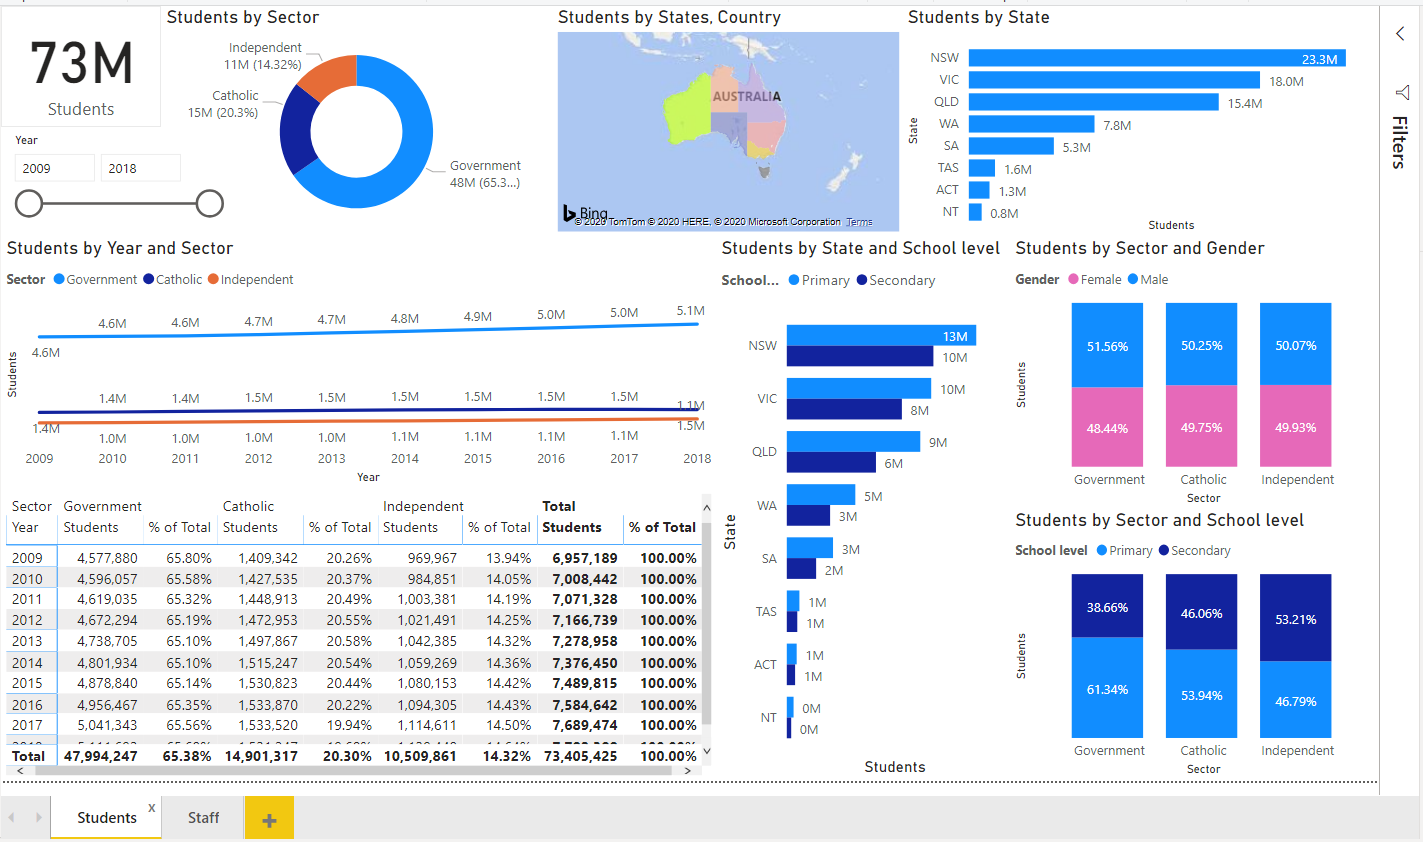 73M
Students
Year
2009 2018
Students by Sector
Independent
11M (14.32%)
Catholic
15M (20.3%)
Government
48M (65.3...)
Students by States, Country
AUSTRALIA
Bing
© 2020 TomTom © 2020 HERE, © 2020 Microsoft Corporation Terms
Students by State
State
NSW 23.3M
VIC 18.0M
QLD 15.4M
WA 7.8M
SA 5.3M
TAS 1.6M
ACT 1.3M
NT 0.8M
Students
Filters
Students by Year and Sector
Sector Government Catholic Independent
Students
4.6M 4.6M 4.6M 4.7M 4.7M 4.8M 4.9M 5.0M 5.0M 5.1M
1.4M 1.4M 1.4M 1.5M 1.5M 1.5M 1.5M 1.5M 1.5M 1.5M
1.0M 1.0M 1.0M 1.0M 1.1M 1.1M 1.1M 1.1M 1.1M
2009 2010 2011 2012 2013 2014 2015 2016 2017 2018
Year
Sector Government Catholic Independent Total
Year Students % of Total Students % of Total Students % of Total Students % of Total
2009 4,577,880 65.80% 1,409,342 20.26% 969,967 13.94% 6,957,189 100.00%
2010 4,596,057 65.58% 1,427,535 20.37% 984,851 14.05% 7,008,442 100.00%
2011 4,619,035 65.32% 1,448,913 20.49% 1,003,381 14.19% 7,071,328 100.00%
2012 4,672,294 65.19% 1,472,953 20.55% 1,021,491 14.25% 7,166,739 100.00%
2013 4,738,705 65.10% 1,497,867 20.58% 1,042,385 14.32% 7,278,958 100.00%
2014 4,801,934 65.10% 1,515,247 20.54% 1,059,269 14.36% 7,376,450 100.00%
2015 4,878,840 65.14% 1,530,823 20.44% 1,080,153 14.42% 7,489,815 100.00%
2016 4,956,467 65.35% 1,533,870 20.22% 1,094,305 14.43% 7,584,642 100.00%
2017 5,041,343 65.56% 1,533,520 19.94% 1,114,611 14.50% 7,689,474 100.00%
Total 47,994,247 65.38% 14,901,317 20.30% 10,509,861 14.32% 73,405,425 100.00%
Students by State and School level
School... Primary Secondary
State
NSW 13M
10M
VIC 10M
8M
QLD 9M
6M
WA 5M
3M
SA 3M
2M
TAS 1M
1M
ACT 1M
1M
NT 0M
0M
Students
Students by Sector and Gender
Gender Female Male
Students
51.56% 50.25% 50.07%
48.44% 49.75% 49.93%
Government Catholic Independent
Sector
Students by Sector and School level
School level Primary Secondary
Students
38.66% 46.06% 53.21%
61.34% 53.94% 46.79%
Government Catholic Independent
Sector
Students x Staff +